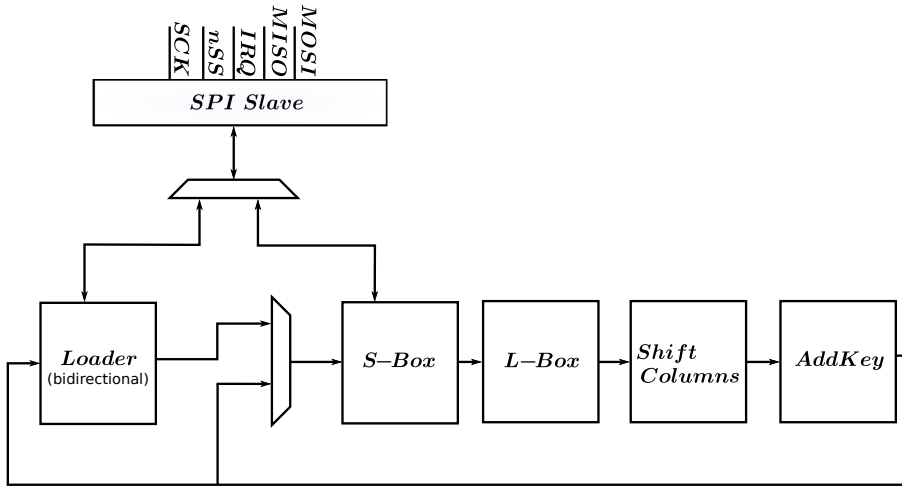 SCK
nSS
IRQ
MISO
MOSI
SPI Slave
Loader
(bidirectional)
S–Box
L–Box
Shift
Columns
AddKey